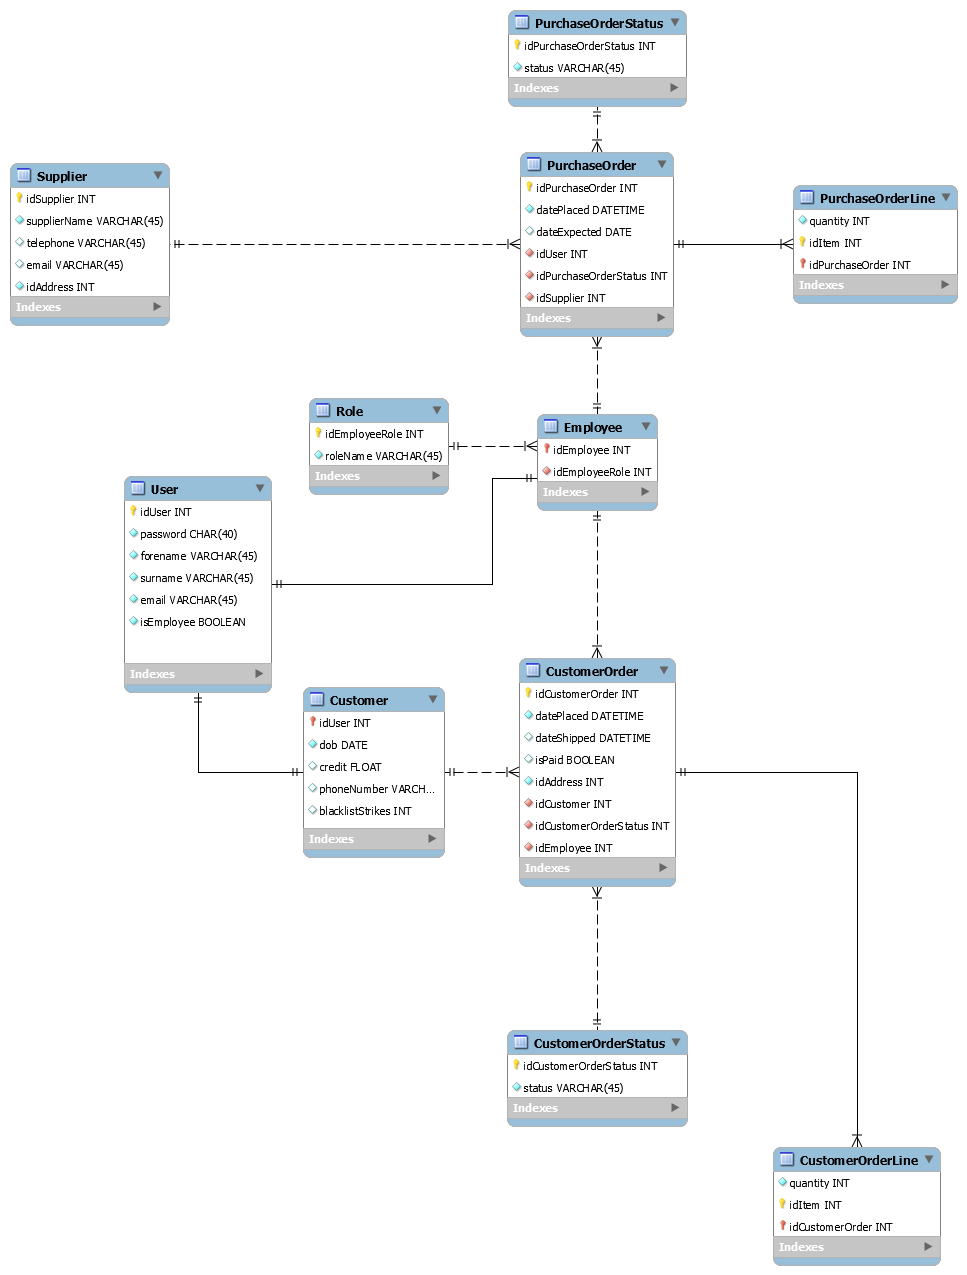 PurchaseOrderStatus
idPurchaseOrderStatus INT
status VARCHAR(45)
Indexes
Supplier
idSupplier INT
supplierName VARCHAR(45)
telephone VARCHAR(45)
email VARCHAR(45)
idAddress INT
Indexes
PurchaseOrder
idPurchaseOrder INT
datePlaced DATETIME
dateExpected DATE
idUser INT
idPurchaseOrderStatus INT
idSupplier INT
Indexes
PurchaseOrderLine
quantity INT
idItem INT
idPurchaseOrder INT
Indexes
Role
idEmployeeRole INT
roleName VARCHAR(45)
Indexes
Employee
idEmployee INT
idEmployeeRole INT
Indexes
User
idUser INT
password CHAR(40)
forename VARCHAR(45)
surname VARCHAR(45)
email VARCHAR(45)
isEmployee BOOLEAN
Indexes
Customer
idUser INT
dob DATE
credit FLOAT
phoneNumber VARCH...
blacklistStrikes INT
Indexes
CustomerOrder
idCustomerOrder INT
datePlaced DATETIME
dateShipped DATETIME
isPaid BOOLEAN
idAddress INT
idCustomer INT
idCustomerOrderStatus INT
idEmployee INT
Indexes
CustomerOrderStatus
idCustomerOrderStatus INT
status VARCHAR(45)
Indexes
CustomerOrderLine
quantity INT
idItem INT
idCustomerOrder INT
Indexes